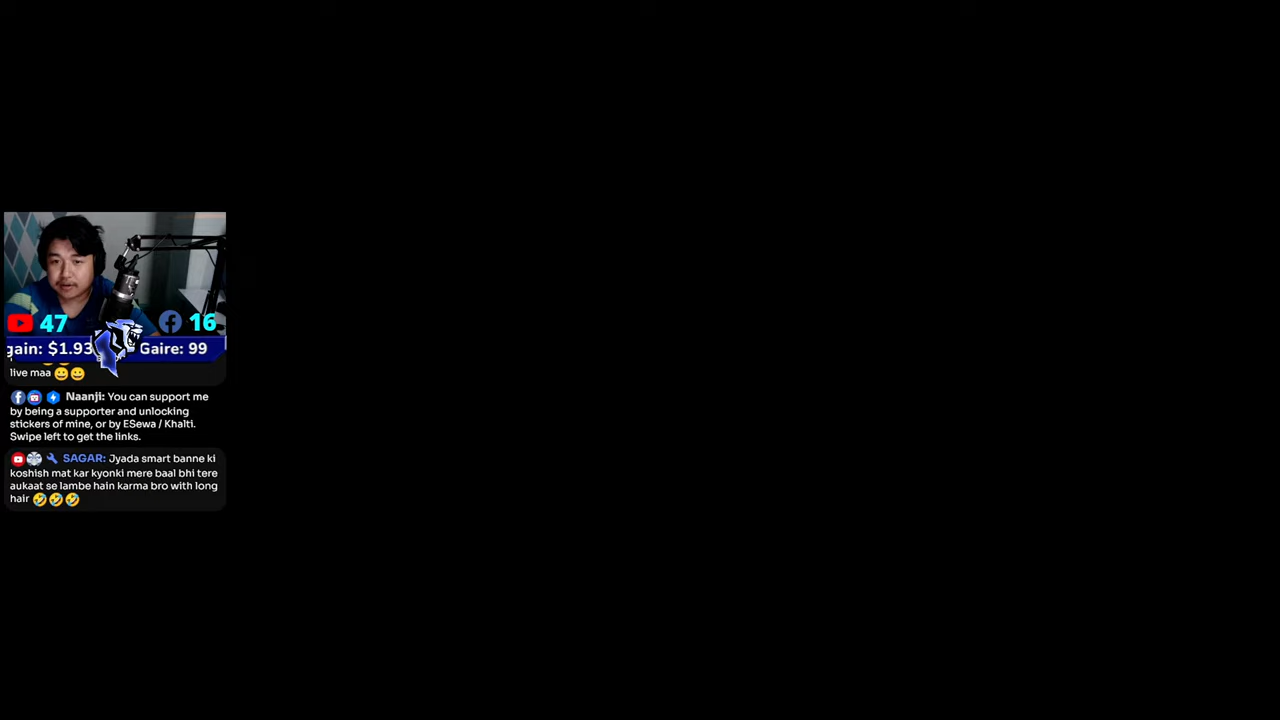 47
16
gain: $1.93
Gaire: 99
live maa 😀😀
Naanji: You can support me
by being a supporter and unlocking
stickers of mine, or by ESewa / Khalti.
Swipe left to get the links.
SAGAR: Jyada smart banne ki
koshish mat kar kyonki mere baal bhi tere
aukaat se lambe hain karma bro with long
hair 🤣🤣🤣